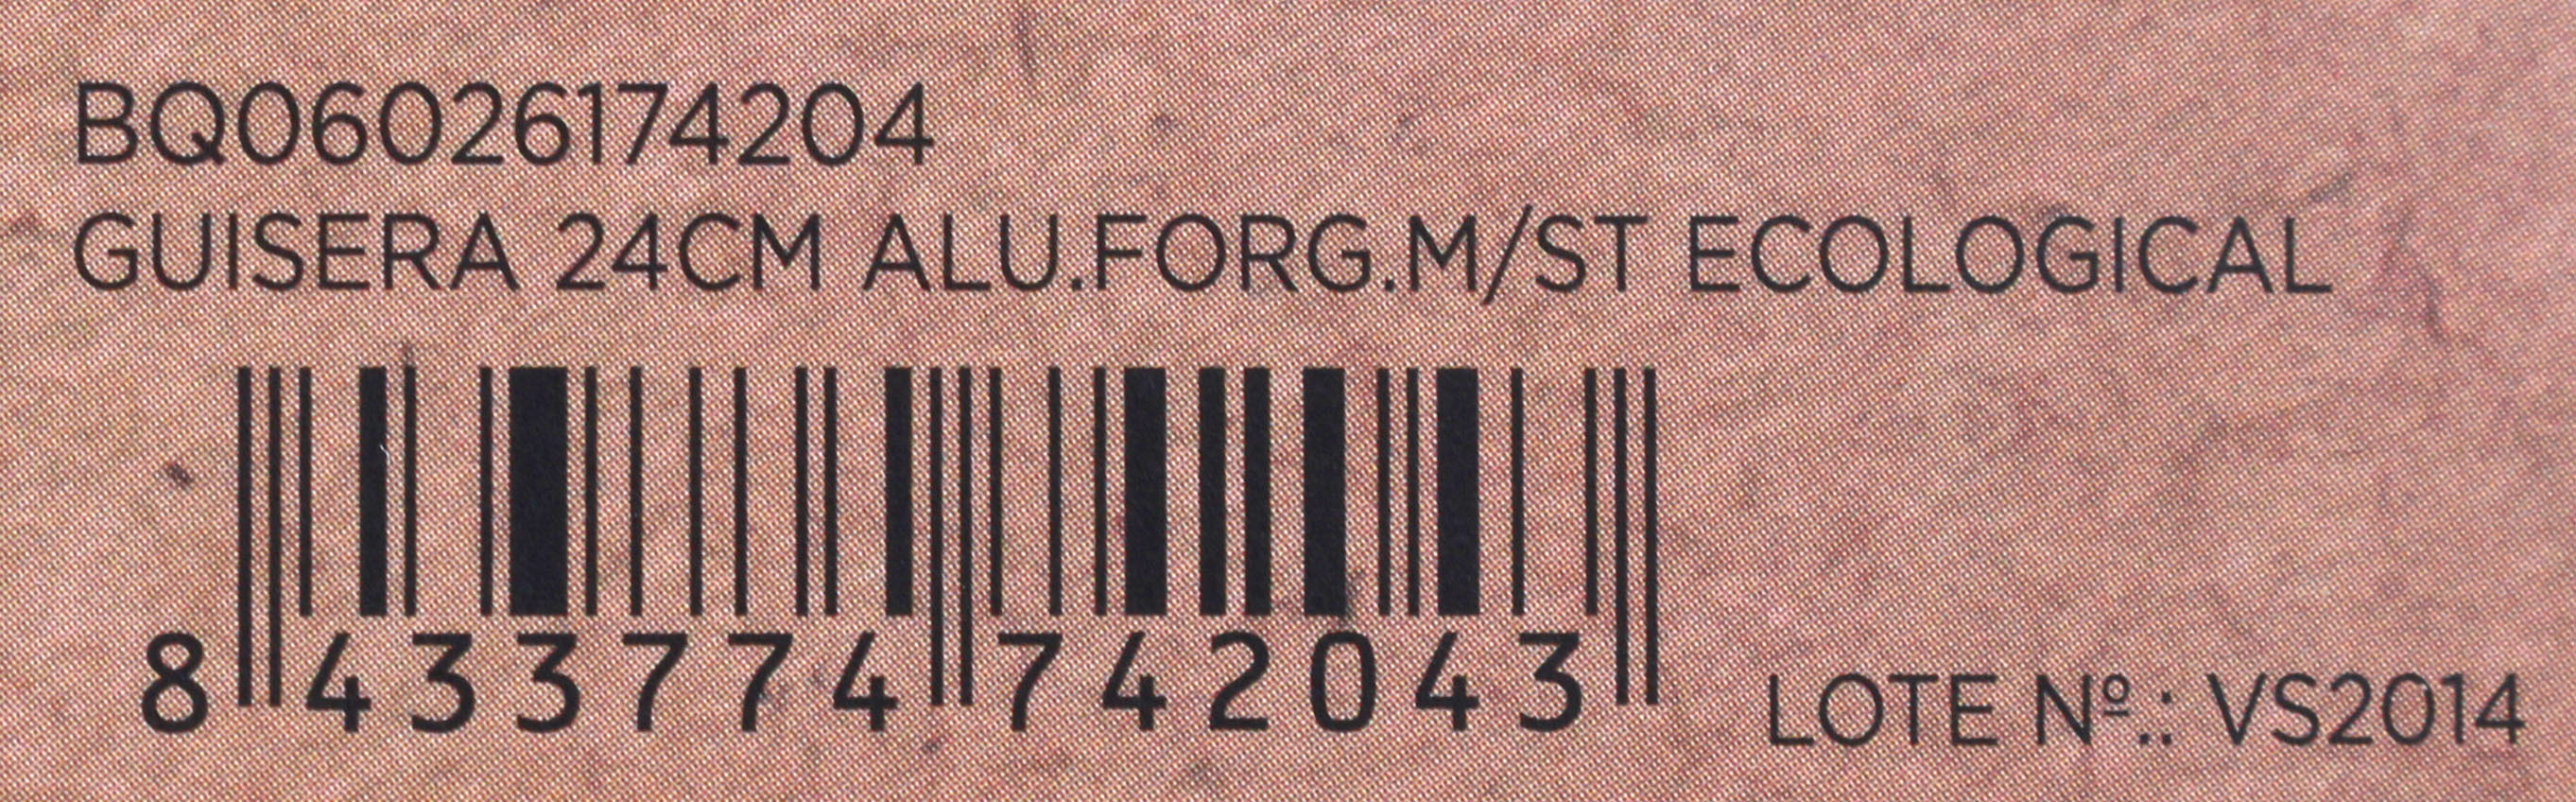 BQ06026174204
GUISERA 24CM ALU.FORG.M/ST ECOLOGICAL
8 433774 742043
LOTE Nº.: VS2014